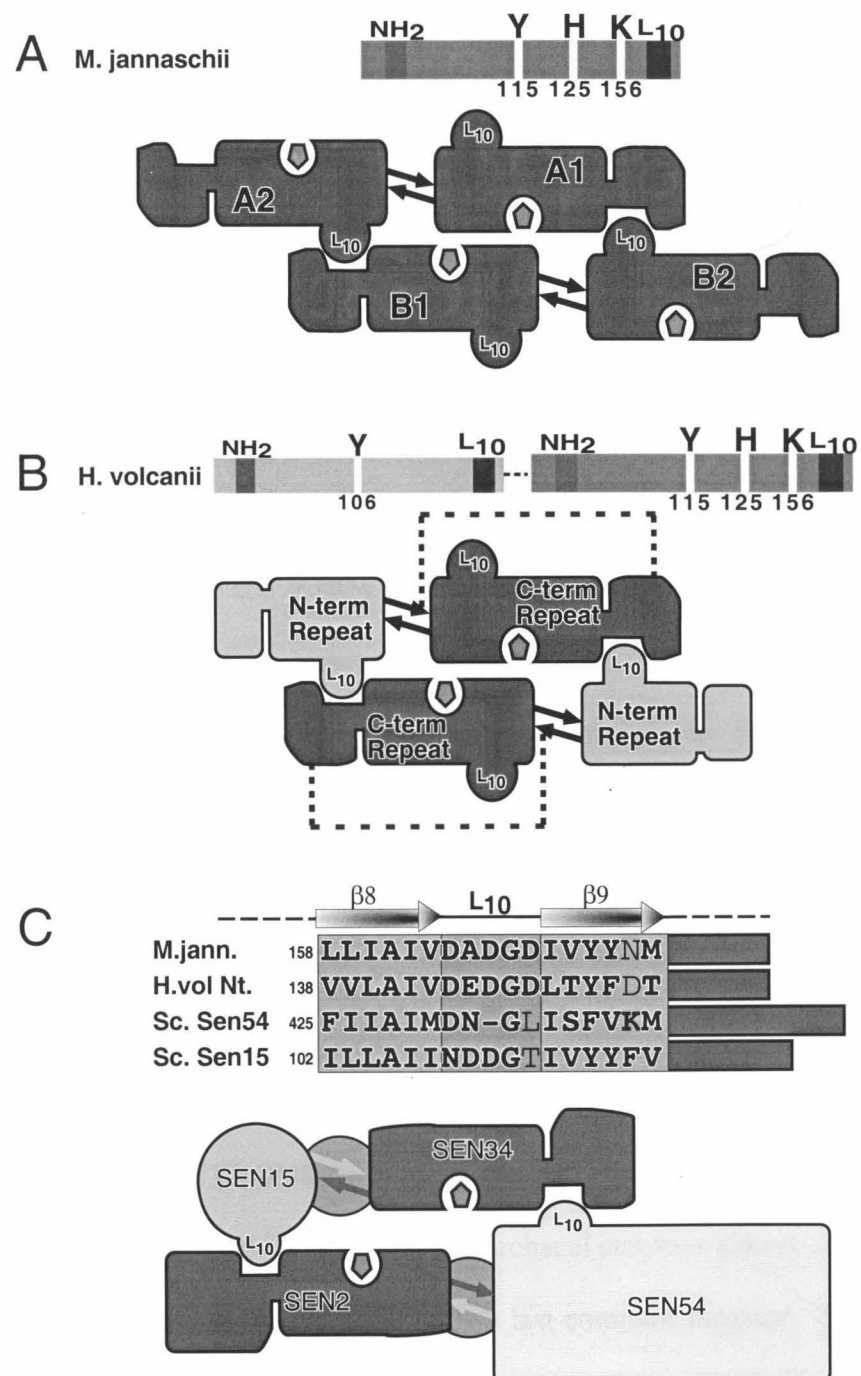 A M. jannaschii
NH2 Y H K L10
115 125 156
L10
A2 A1
L10 L10
B1 B2
L10
B H. volcanii
NH2 Y L10 NH2 Y H K L10
106 115 125 156
L10
N-term Repeat
C-term Repeat
L10 L10
C-term Repeat
N-term Repeat
L10
C
β8 L10 β9
M.jann. 158 LLIAIVDADGDIVYYNM
H.vol Nt. 138 VVLAIVDEDGDLTYFDT
Sc. Sen54 425 FIIAIMDN-GLISFVKM
Sc. Sen15 102 ILLAIINDDGTIVYYFV
SEN15 SEN34
L10 L10
SEN2 SEN54